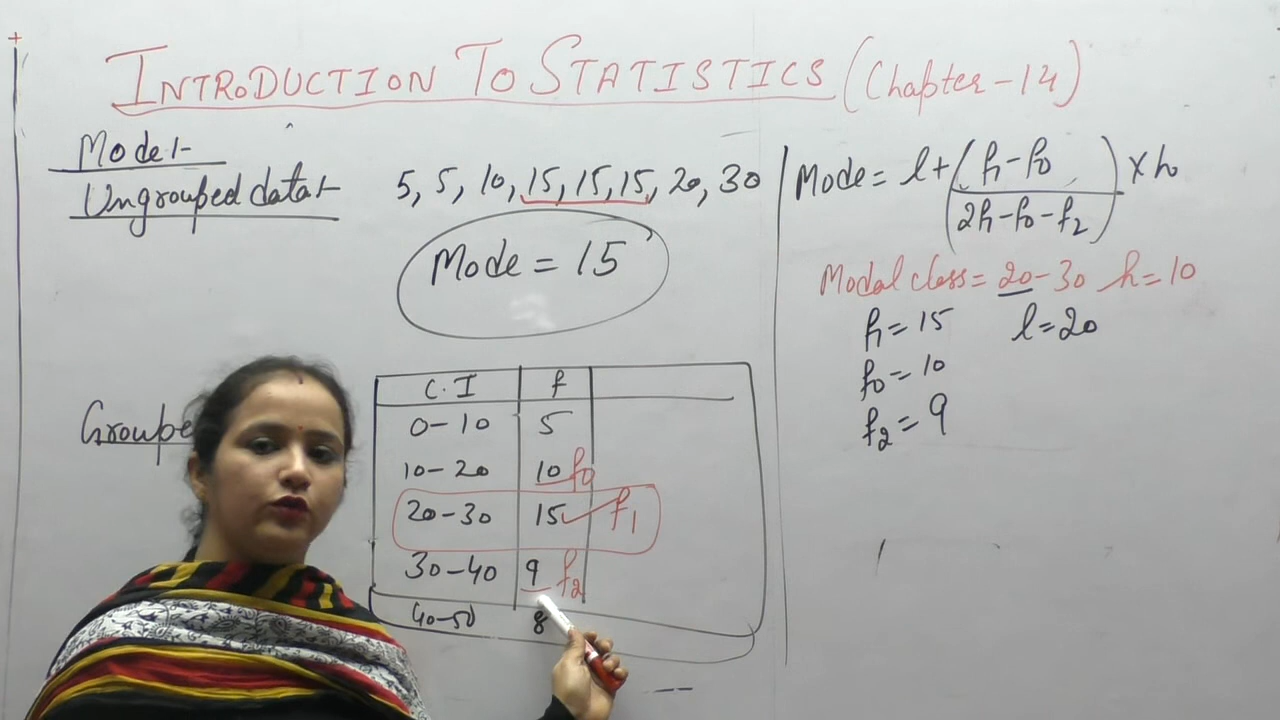 INTRODUCTION TO STATISTICS (Chapter-14)
Mode:-
Ungrouped data:-
5, 5, 10, 15, 15, 15, 20, 30
Mode = 15
Groupe
C.I f
0-10 5
10-20 10 f0
20-30 15 f1
30-40 9 f2
40-50 8
Mode = l + (f1-f0 / 2f1-f0-f2) × h
Modal class = 20-30 h = 10
f1 = 15 l = 20
f0 = 10
f2 = 9